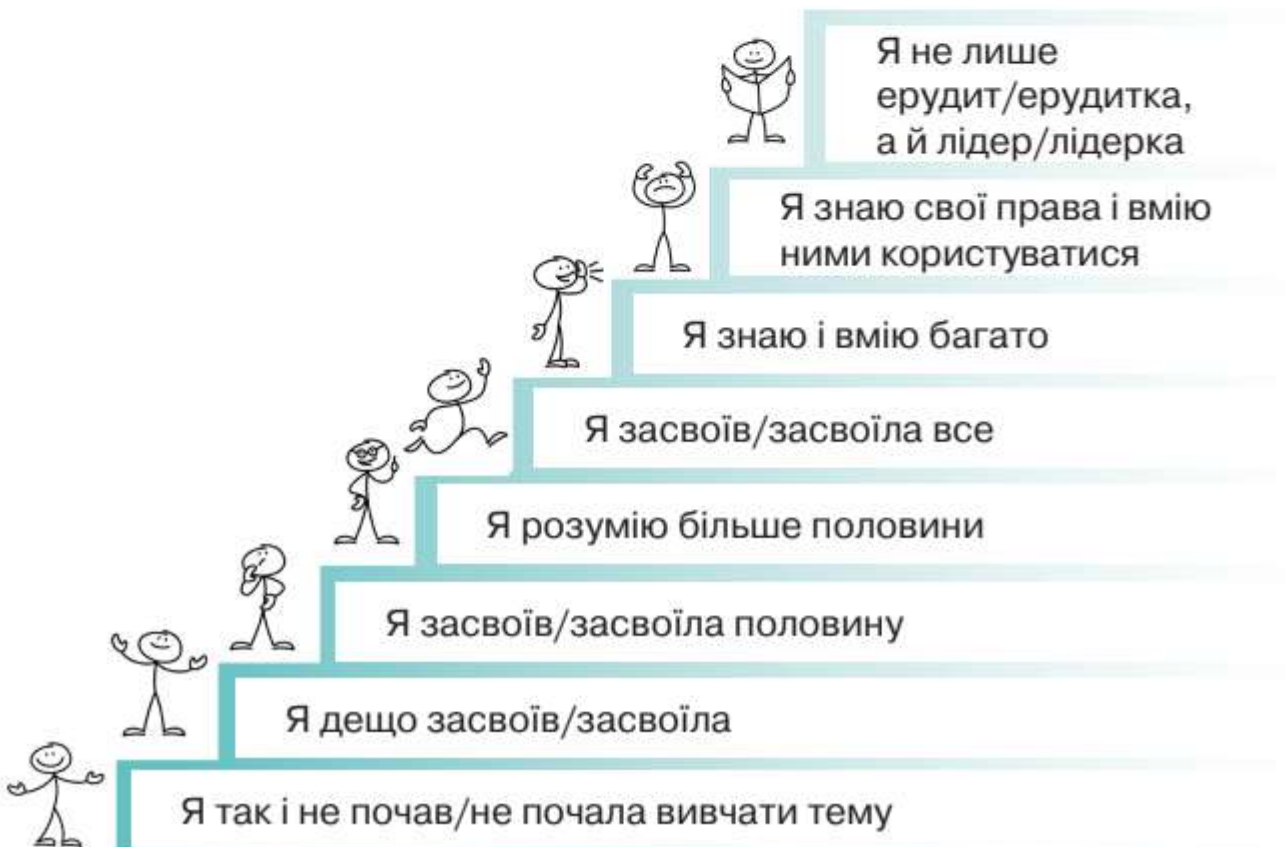 Я не лише
ерудит/ерудитка,
а й лідер/лідерка
Я знаю свої права і вмію
ними користуватися
Я знаю і вмію багато
Я засвоїв/засвоїла все
Я розумію більше половини
Я засвоїв/засвоїла половину
Я дещо засвоїв/засвоїла
Я так і не почав/не почала вивчати тему